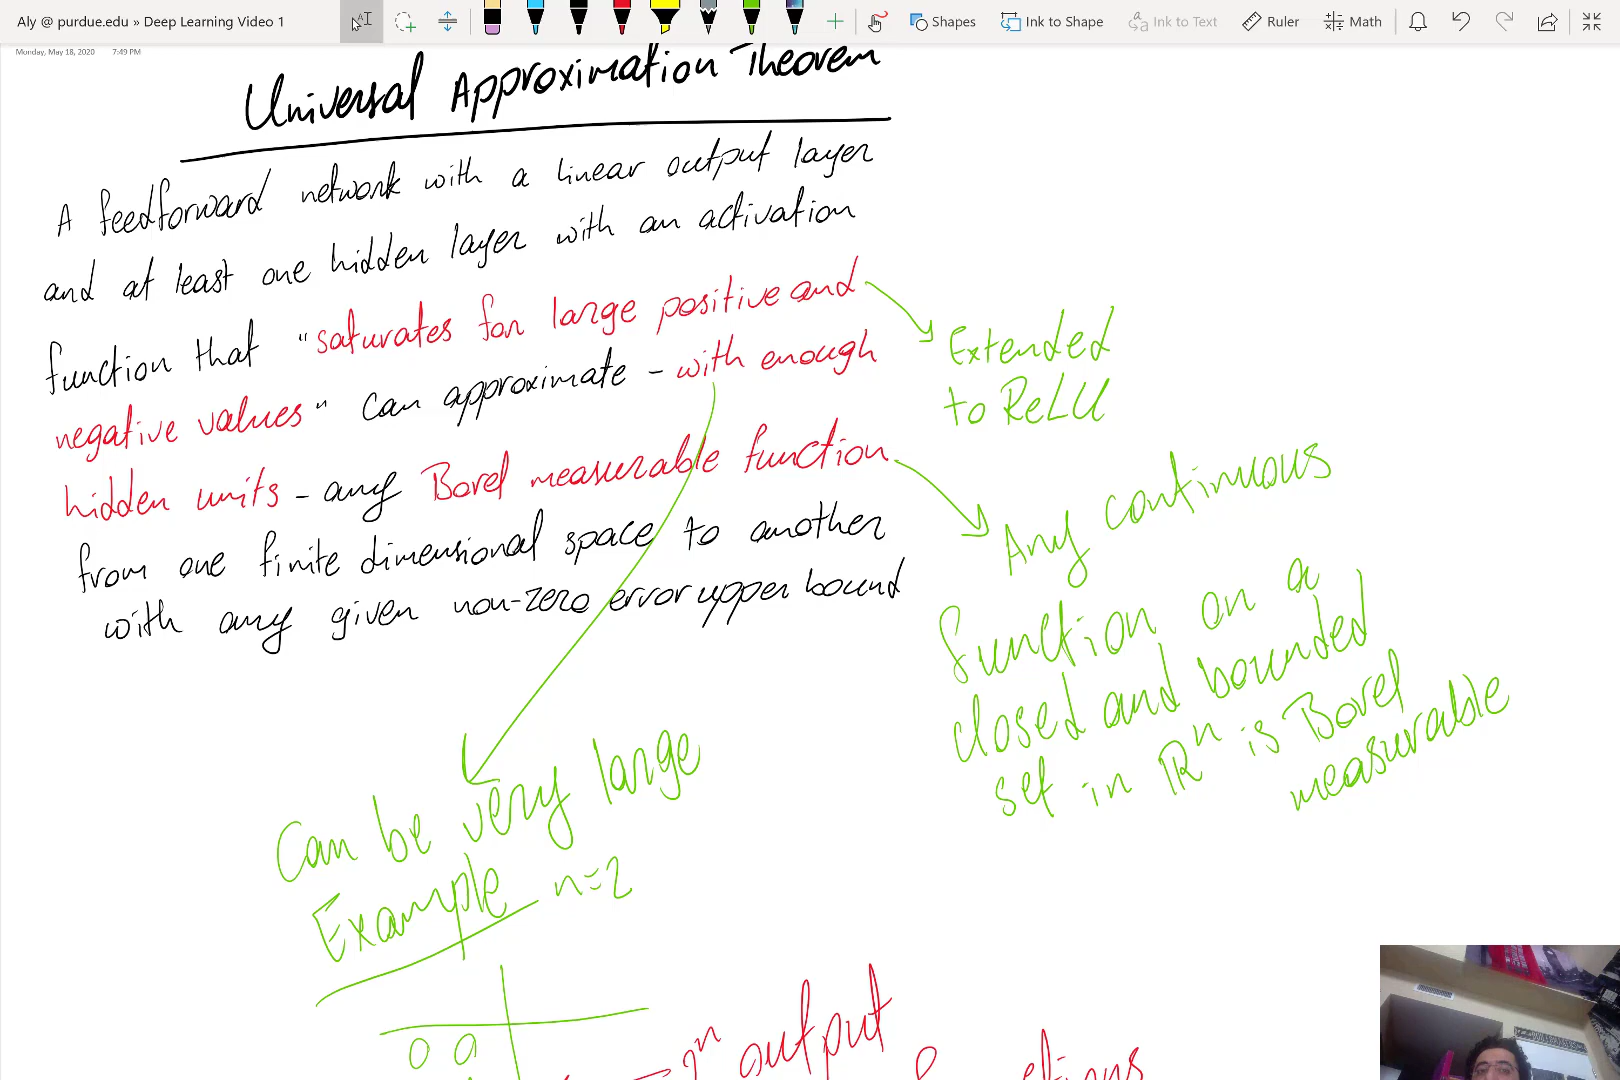 Aly @ purdue.edu » Deep Learning Video 1
Shapes
Ink to Shape
Ink to Text
Ruler
Math
Monday, May 18, 2020 7:49 PM
Universal Approximation Theorem
A feedforward network with a linear output layer
and at least one hidden layer with an activation
function that "saturates for large positive and
negative values" can approximate - with enough
hidden units - any Borel measurable function
from one finite dimensional space to another
with any given non-zero error upper bound
Extended
to ReLU
Any continuous
function on a
closed and bounded
set in ℝⁿ is Borel
measurable
Can be very large
Example n=2
0 0
2ⁿ output